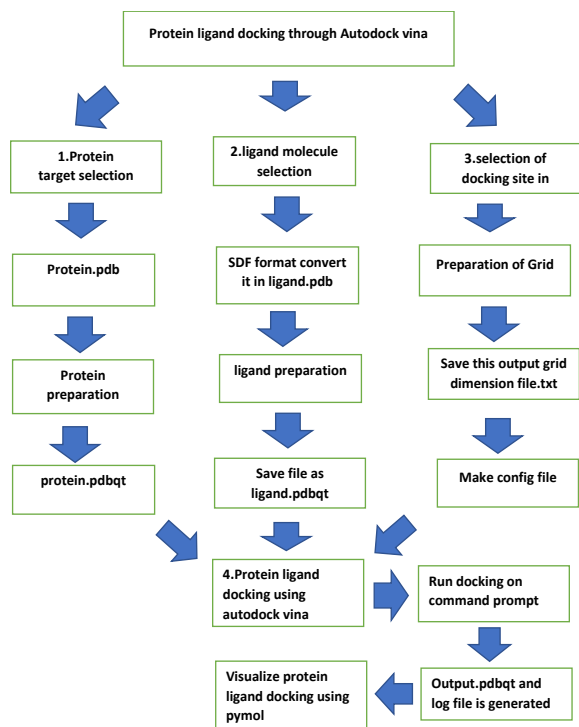 Protein ligand docking through Autodock vina
1.Protein
target selection
2.ligand molecule
selection
3.selection of
docking site in
Protein.pdb
SDF format convert
it in ligand.pdb
Preparation of Grid
Protein
preparation
ligand preparation
Save this output grid
dimension file.txt
protein.pdbqt
Save file as
ligand.pdbqt
Make config file
4.Protein ligand
docking using
autodock vina
Run docking on
command prompt
Visualize protein
ligand docking using
pymol
Output.pdbqt and
log file is generated